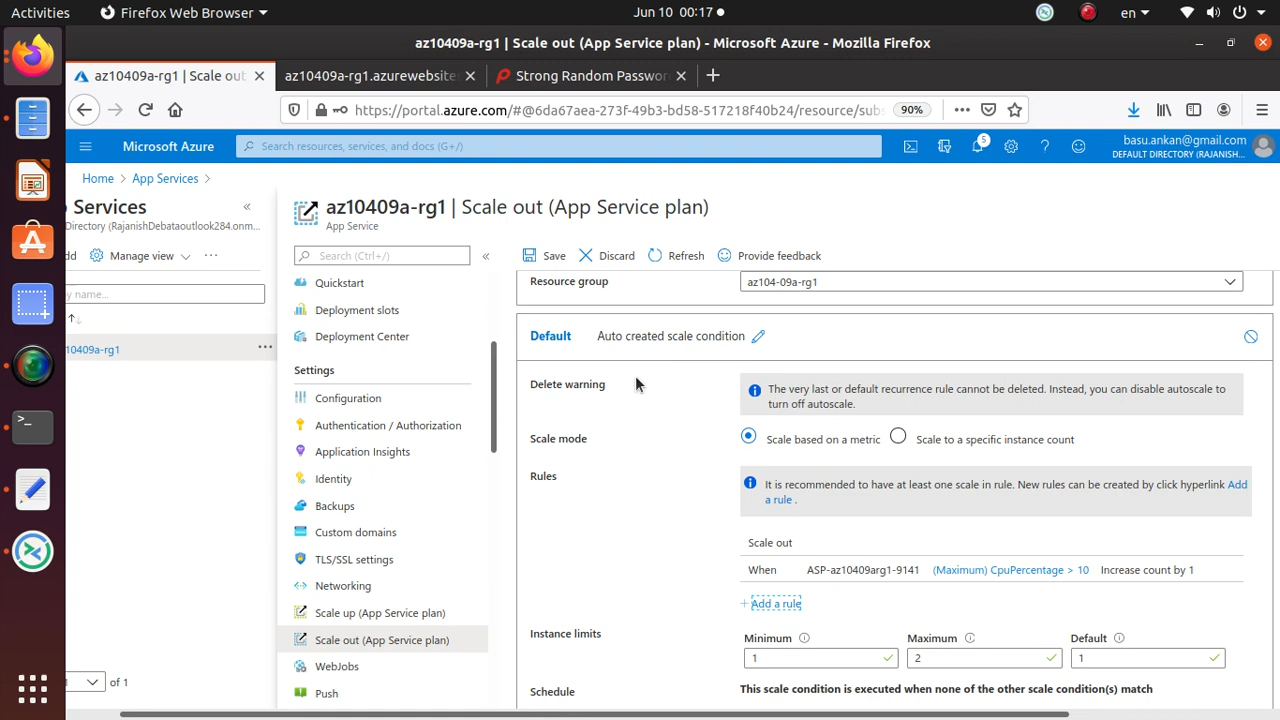 Activities
Firefox Web Browser
Jun 10 00:17
en
az10409a-rg1 | Scale out (App Service plan) - Microsoft Azure - Mozilla Firefox
az10409a-rg1 | Scale out
az10409a-rg1.azurewebsite
Strong Random Passwor
https://portal.azure.com/#@6da67aea-273f-49b3-bd58-517218f40b24/resource/subs
90%
Microsoft Azure
Search resources, services, and docs (G+/)
5
basu.ankan@gmail.com
DEFAULT DIRECTORY (RAJANISH...
Home > App Services >
Services
Directory (RajanishDebataoutlook284.onm...
dd
Manage view
y name...
10409a-rg1
of 1
az10409a-rg1 | Scale out (App Service plan)
App Service
Search (Ctrl+/)
Quickstart
Deployment slots
Deployment Center
Settings
Configuration
Authentication / Authorization
Application Insights
Identity
Backups
Custom domains
TLS/SSL settings
Networking
Scale up (App Service plan)
Scale out (App Service plan)
WebJobs
Push
Save
Discard
Refresh
Provide feedback
Resource group
az104-09a-rg1
Default
Auto created scale condition
Delete warning
The very last or default recurrence rule cannot be deleted. Instead, you can disable autoscale to
turn off autoscale.
Scale mode
Scale based on a metric
Scale to a specific instance count
Rules
It is recommended to have at least one scale in rule. New rules can be created by click hyperlink Add
a rule .
Scale out
When ASP-az10409arg1-9141 (Maximum) CpuPercentage > 10 Increase count by 1
+ Add a rule
Instance limits
Minimum
Maximum
Default
1
2
1
Schedule
This scale condition is executed when none of the other scale condition(s) match